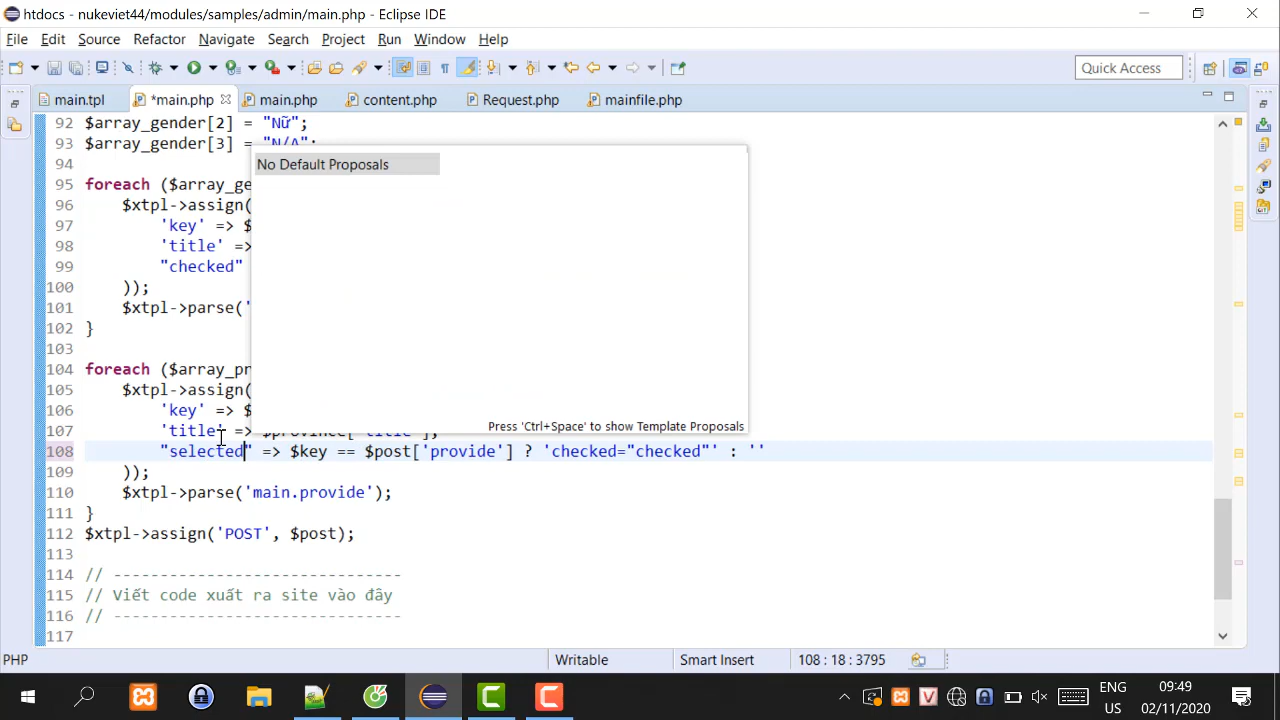 htdocs - nukeviet44/modules/samples/admin/main.php - Eclipse IDE
File Edit Source Refactor Navigate Search Project Run Window Help
Quick Access
main.tpl *main.php main.php content.php Request.php mainfile.php
92 $array_gender[2] = "Nữ";
93 $array_gender[3] = "N/A";
94
No Default Proposals
95 foreach ($array_ge
96 $xtpl->assign(
97 'key' => $
98 'title' =>
99 "checked"
100 ));
101 $xtpl->parse('
102 }
103
104 foreach ($array_pr
105 $xtpl->assign(
106 'key' => $
Press 'Ctrl+Space' to show Template Proposals
107 'title' => $province['title'],
108 "selected" => $key == $post['provide'] ? 'checked="checked"' : ''
109 ));
110 $xtpl->parse('main.provide');
111 }
112 $xtpl->assign('POST', $post);
113
114 // -------------------------------
115 // Viết code xuất ra site vào đây
116 // -------------------------------
117
PHP Writable Smart Insert 108 : 18 : 3795
ENG
US
09:49
02/11/2020